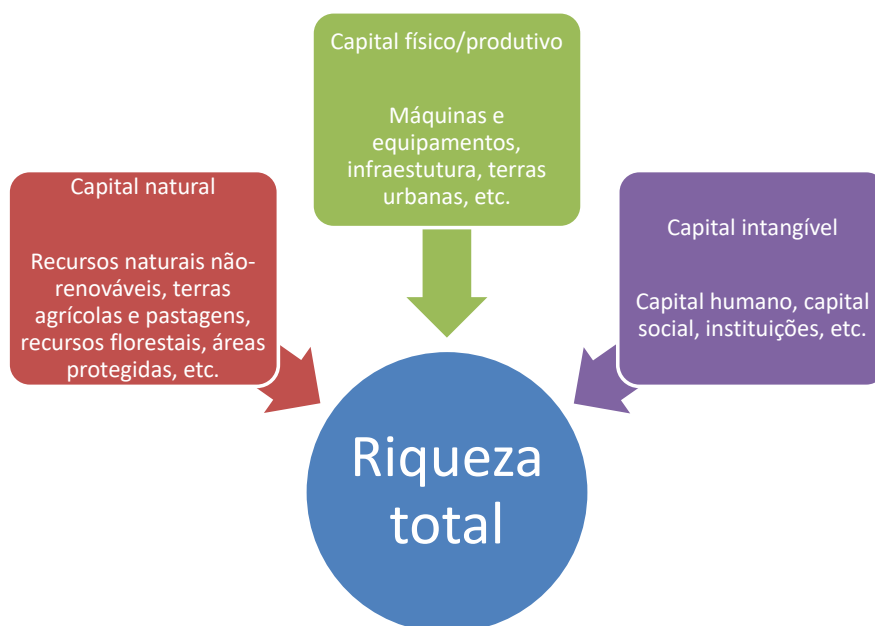 Capital físico/produtivo
Máquinas e
equipamentos,
infraestutura, terras
urbanas, etc.
Capital natural
Recursos naturais não-
renováveis, terras
agrícolas e pastagens,
recursos florestais, áreas
protegidas, etc.
Capital intangível
Capital humano, capital
social, instituições, etc.
Riqueza
total